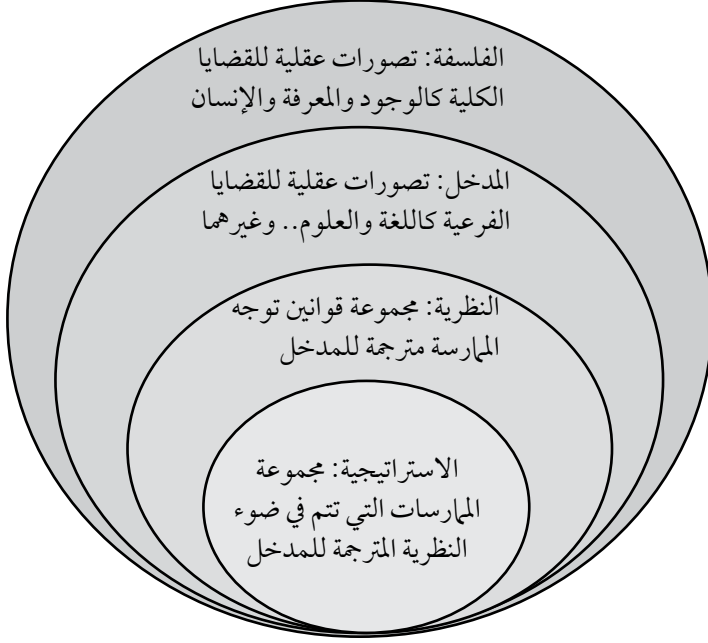 الفلسفة: تصورات عقلية للقضايا
الكلية كالوجود والمعرفة والإنسان
المدخل: تصورات عقلية للقضايا
الفرعية كاللغة والعلوم.. وغيرهما
النظرية: مجموعة قوانين توجه
الممارسة مترجمة للمدخل
الاستراتيجية: مجموعة
الممارسات التي تتم في ضوء
النظرية المترجمة للمدخل